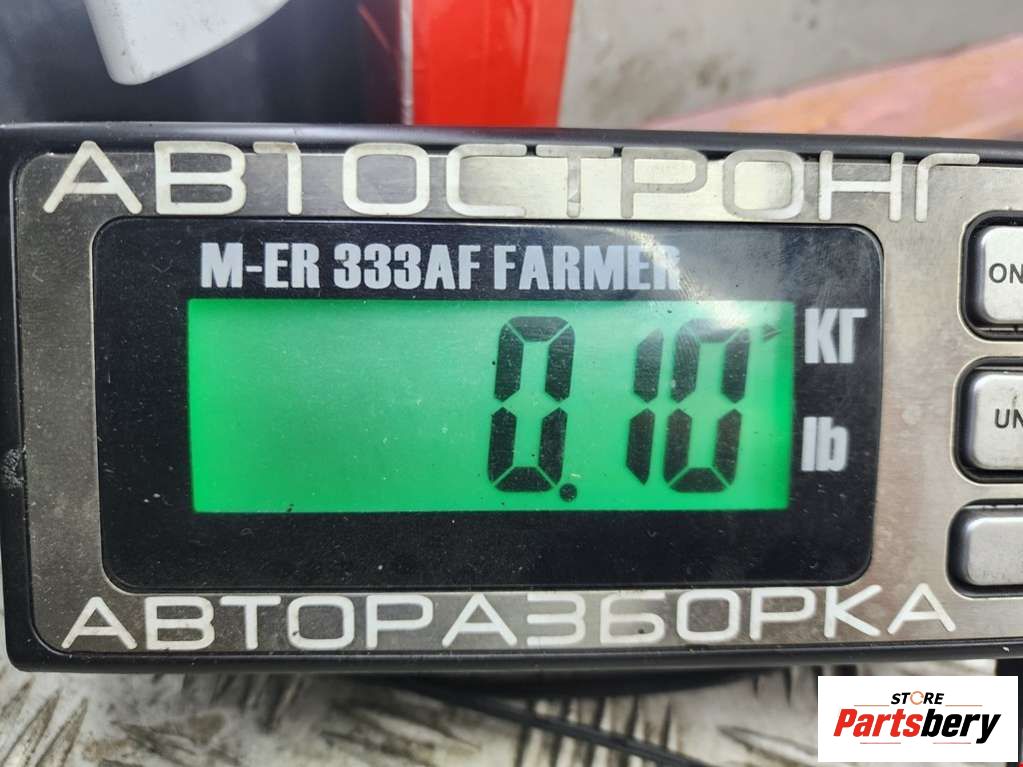 АВТОСТРОНГ
M-ER 333AF FARMER
0.10
КГ
lb
ON
UN
АВТОРАЗБОРКА
STORE
Partsbery